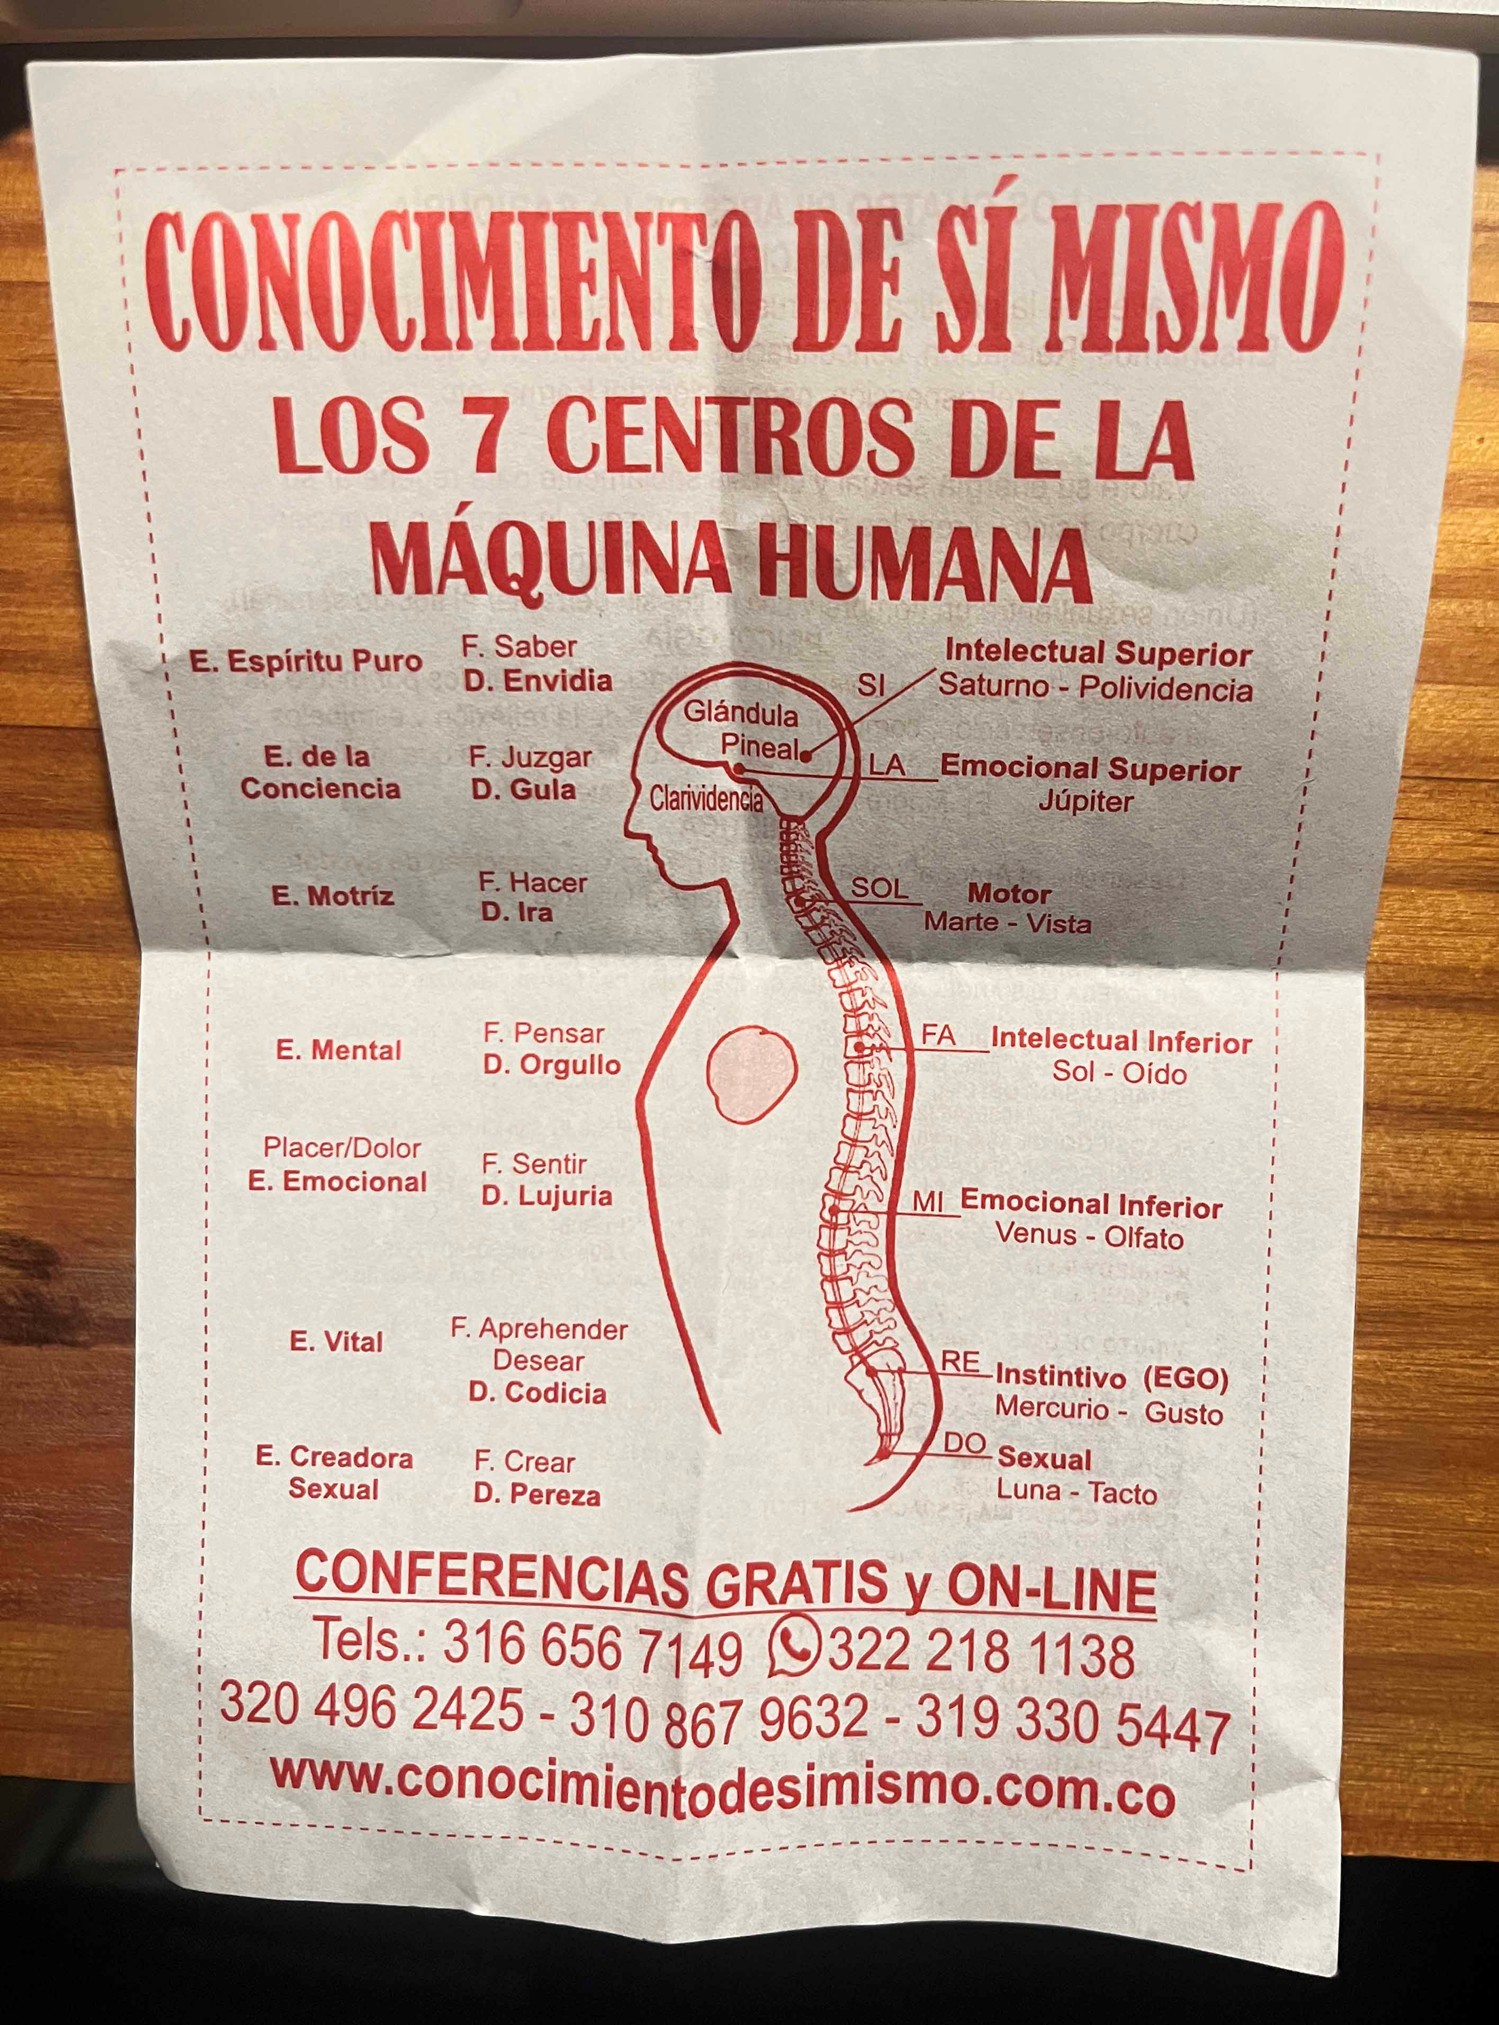 CONOCIMIENTO DE SÍ MISMO
LOS 7 CENTROS DE LA
MÁQUINA HUMANA
E. Espíritu Puro
F. Saber
D. Envidia
SI
Intelectual Superior
Saturno - Polividencia
Glándula
Pineal
E. de la
Conciencia
F. Juzgar
D. Gula
Clarividencia
LA
Emocional Superior
Júpiter
E. Motríz
F. Hacer
D. Ira
SOL
Motor
Marte - Vista
E. Mental
F. Pensar
D. Orgullo
FA
Intelectual Inferior
Sol - Oído
Placer/Dolor
E. Emocional
F. Sentir
D. Lujuria
MI
Emocional Inferior
Venus - Olfato
E. Vital
F. Aprehender
Desear
D. Codicia
RE
Instintivo (EGO)
Mercurio - Gusto
E. Creadora
Sexual
F. Crear
D. Pereza
DO
Sexual
Luna - Tacto
CONFERENCIAS GRATIS y ON-LINE
Tels.: 316 656 7149 322 218 1138
320 496 2425 - 310 867 9632 - 319 330 5447
www.conocimientodesimismo.com.co